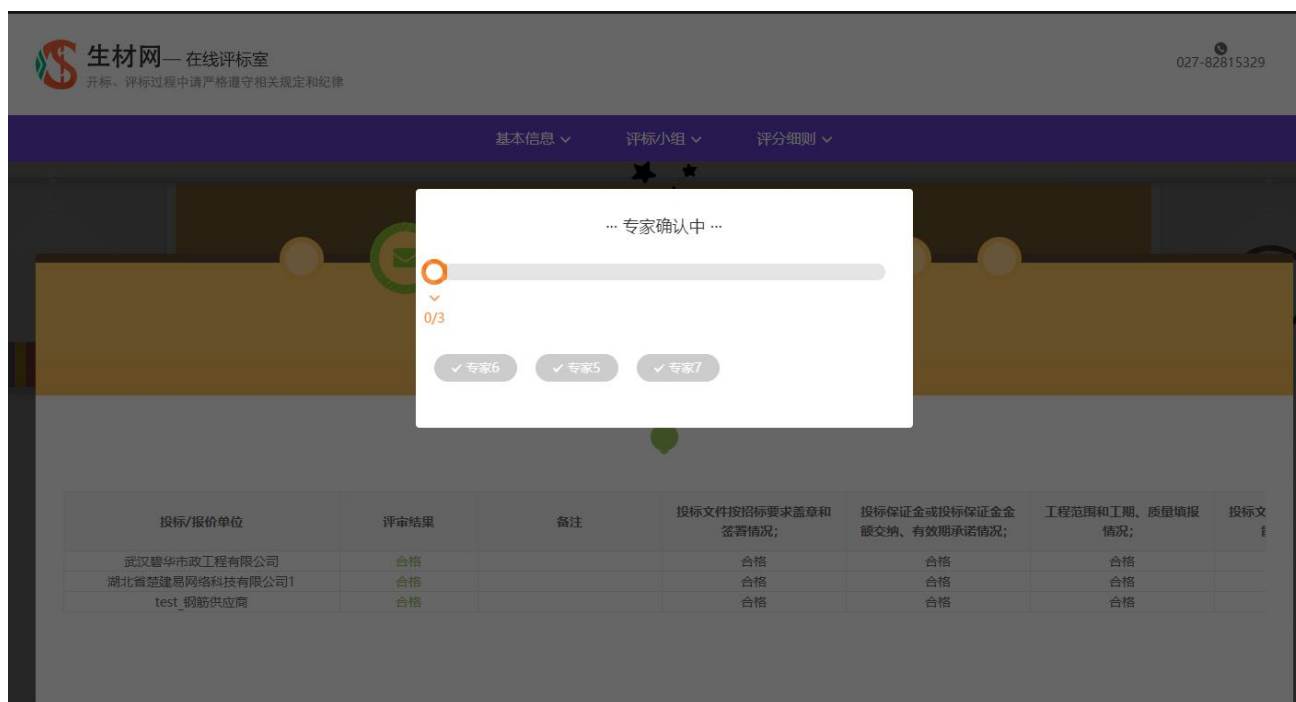 生材网— 在线评标室
开标、评标过程中请严格遵守相关规定和纪律
027-82815329
基本信息
评标小组
评分细则
... 专家确认中 ...
0/3
专家6
专家5
专家7
投标/报价单位
评审结果
备注
投标文件按招标要求盖章和
签署情况;
投标保证金或投标保证金金
额交纳、有效期承诺情况;
工程范围和工期、质量填报
情况;
投标文
武汉碧华市政工程有限公司 合格 合格 合格 合格
湖北省楚建易网络科技有限公司1 合格 合格 合格 合格
test_钢筋供应商 合格 合格 合格 合格